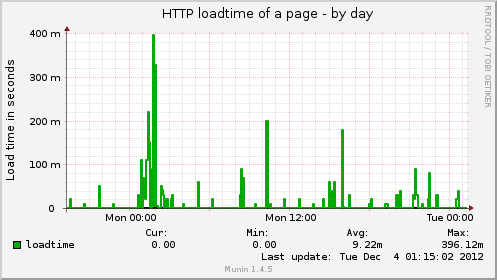 HTTP loadtime of a page - by day
RRDTOOL / TOBI OETIKER
Load time in seconds
400 m
300 m
200 m
100 m
0
Mon 00:00 Mon 12:00 Tue 00:00
Cur: Min: Avg: Max:
loadtime 0.00 0.00 9.22m 396.12m
Last update: Tue Dec 4 01:15:02 2012
Munin 1.4.5